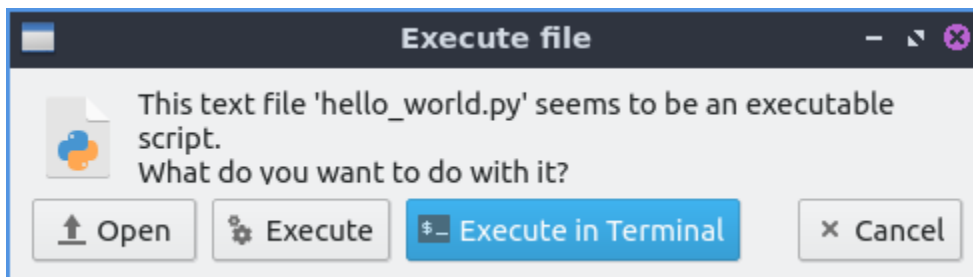 Execute file
This text file 'hello_world.py' seems to be an executable
script.
What do you want to do with it?
Open Execute $_ Execute in Terminal Cancel